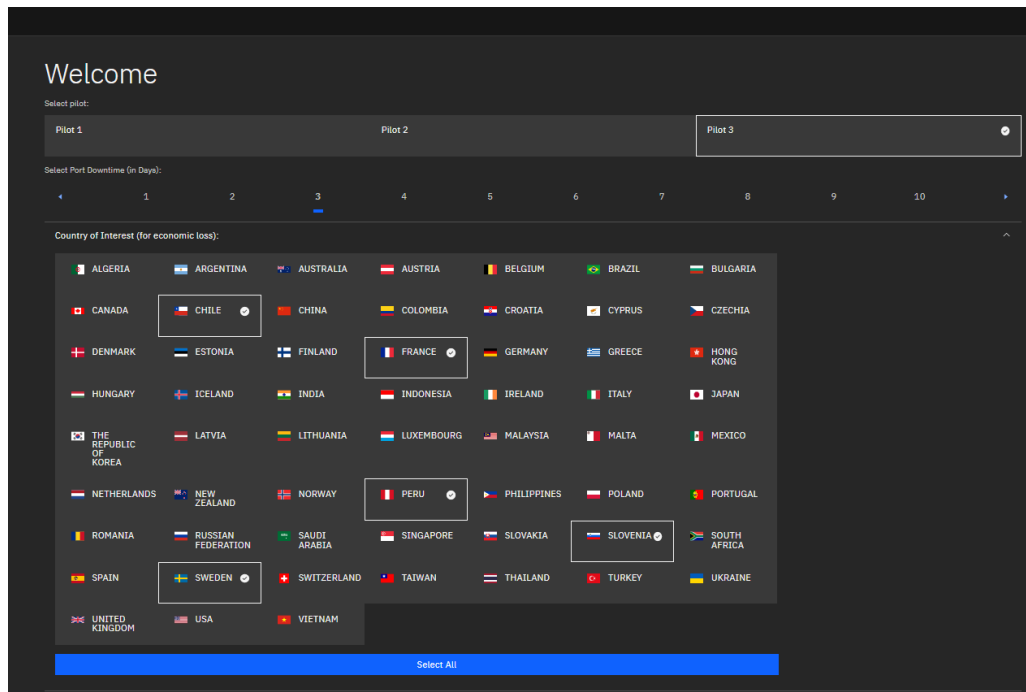 Welcome
Select pilot:
Pilot 1 Pilot 2 Pilot 3
Select Port Downtime (in Days):
1 2 3 4 5 6 7 8 9 10
Country of Interest (for economic loss):
ALGERIA ARGENTINA AUSTRALIA AUSTRIA BELGIUM BRAZIL BULGARIA
CANADA CHILE CHINA COLOMBIA CROATIA CYPRUS CZECHIA
DENMARK ESTONIA FINLAND FRANCE GERMANY GREECE HONG
KONG
HUNGARY ICELAND INDIA INDONESIA IRELAND ITALY JAPAN
THE LATVIA LITHUANIA LUXEMBOURG MALAYSIA MALTA MEXICO
REPUBLIC
OF
KOREA
NETHERLANDS NEW NORWAY PERU PHILIPPINES POLAND PORTUGAL
ZEALAND
ROMANIA RUSSIAN SAUDI SINGAPORE SLOVAKIA SLOVENIA SOUTH
FEDERATION ARABIA AFRICA
SPAIN SWEDEN SWITZERLAND TAIWAN THAILAND TURKEY UKRAINE
UNITED USA VIETNAM
KINGDOM
Select All